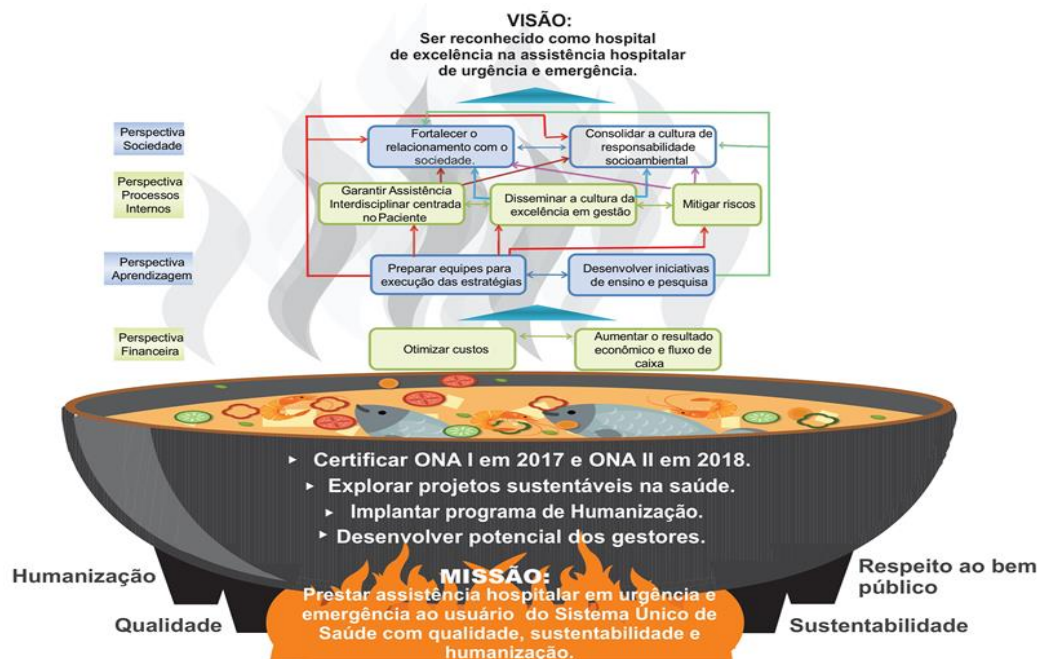 VISÃO:
Ser reconhecido como hospital
de excelência na assistência hospitalar
de urgência e emergência.
Perspectiva
Sociedade
Fortalecer o
relacionamento com o
sociedade.
Consolidar a cultura de
responsabilidade
socioambiental
Perspectiva
Processos
Internos
Garantir Assistência
Interdisciplinar centrada
no Paciente
Disseminar a cultura da
excelência em gestão
Mitigar riscos
Perspectiva
Aprendizagem
Preparar equipes para
execução das estratégias
Desenvolver iniciativas
de ensino e pesquisa
Perspectiva
Financeira
Otimizar custos
Aumentar o resultado
econômico e fluxo de
caixa
▸ Certificar ONA I em 2017 e ONA II em 2018.
▸ Explorar projetos sustentáveis na saúde.
▸ Implantar programa de Humanização.
▸ Desenvolver potencial dos gestores.
Humanização
Qualidade
MISSÃO:
Prestar assistência hospitalar em urgência e
emergência ao usuário do Sistema Único de
Saúde com qualidade, sustentabilidade e
humanização.
Respeito ao bem
público
Sustentabilidade